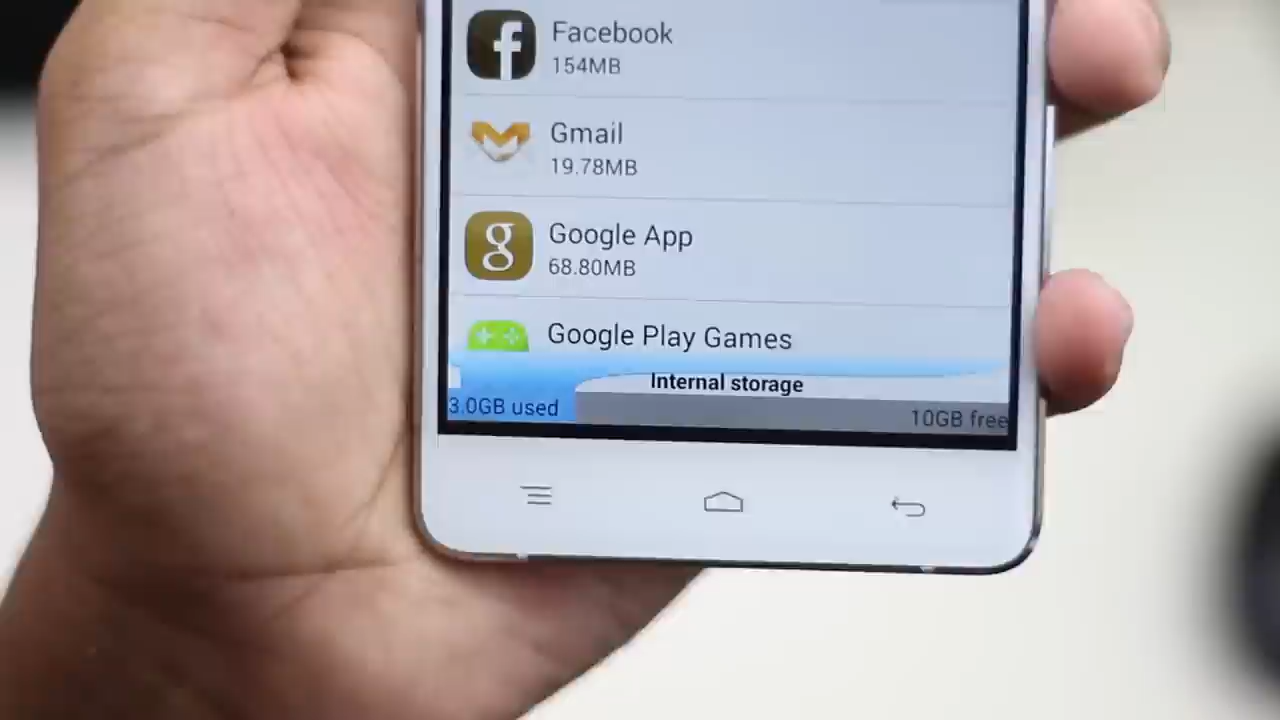 Facebook
154MB
Gmail
19.78MB
Google App
68.80MB
Google Play Games
Internal storage
3.0GB used
10GB free